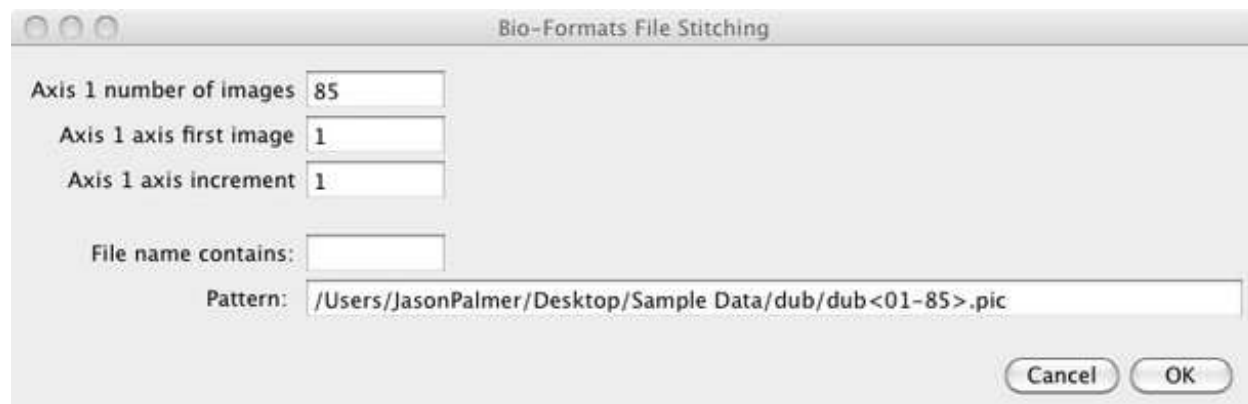 Bio-Formats File Stitching
Axis 1 number of images 85
Axis 1 axis first image 1
Axis 1 axis increment 1
File name contains:
Pattern: /Users/JasonPalmer/Desktop/Sample Data/dub/dub<01-85>.pic
Cancel OK